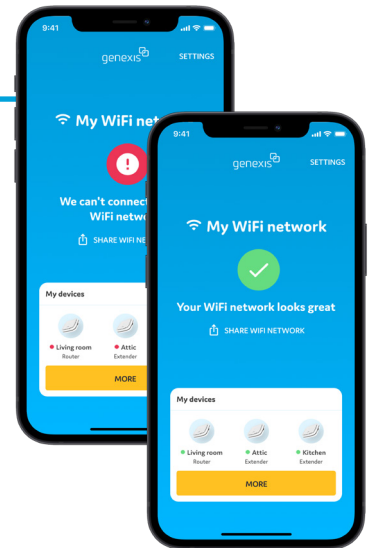 9:41
genexis
SETTINGS
My WiFi net
We can't connect
WiFi netwo
SHARE WIFI NE
My devices
Living room
Router
Attic
Extender
MORE
9:41
genexis
SETTINGS
My WiFi network
Your WiFi network looks great
SHARE WIFI NETWORK
My devices
Living room
Router
Attic
Extender
Kitchen
Extender
MORE